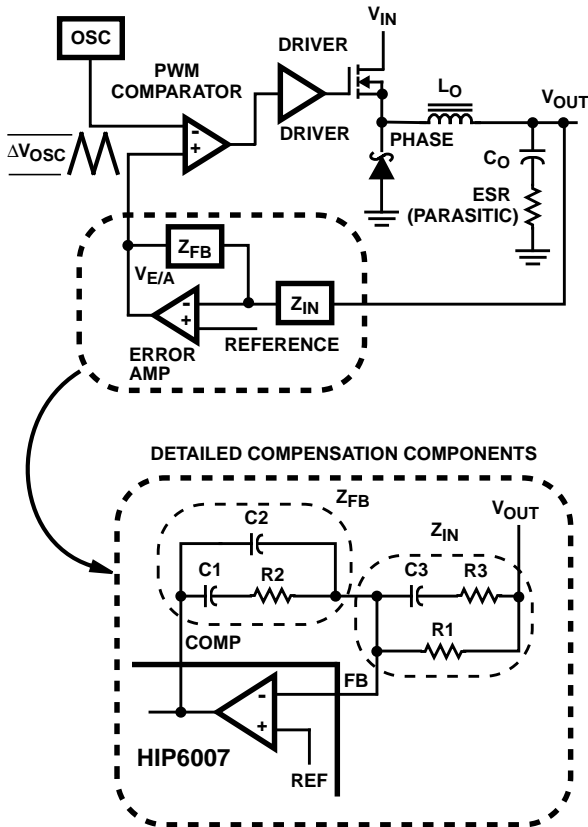 OSC
PWM
COMPARATOR
DRIVER
DRIVER
V_IN
L_O
V_OUT
ΔV_OSC
-
+
PHASE
C_O
ESR
(PARASITIC)
Z_FB
V_E/A
-
+
Z_IN
REFERENCE
ERROR
AMP
DETAILED COMPENSATION COMPONENTS
Z_FB
C2
Z_IN
V_OUT
C1
R2
C3
R3
R1
COMP
FB
-
+
HIP6007
REF